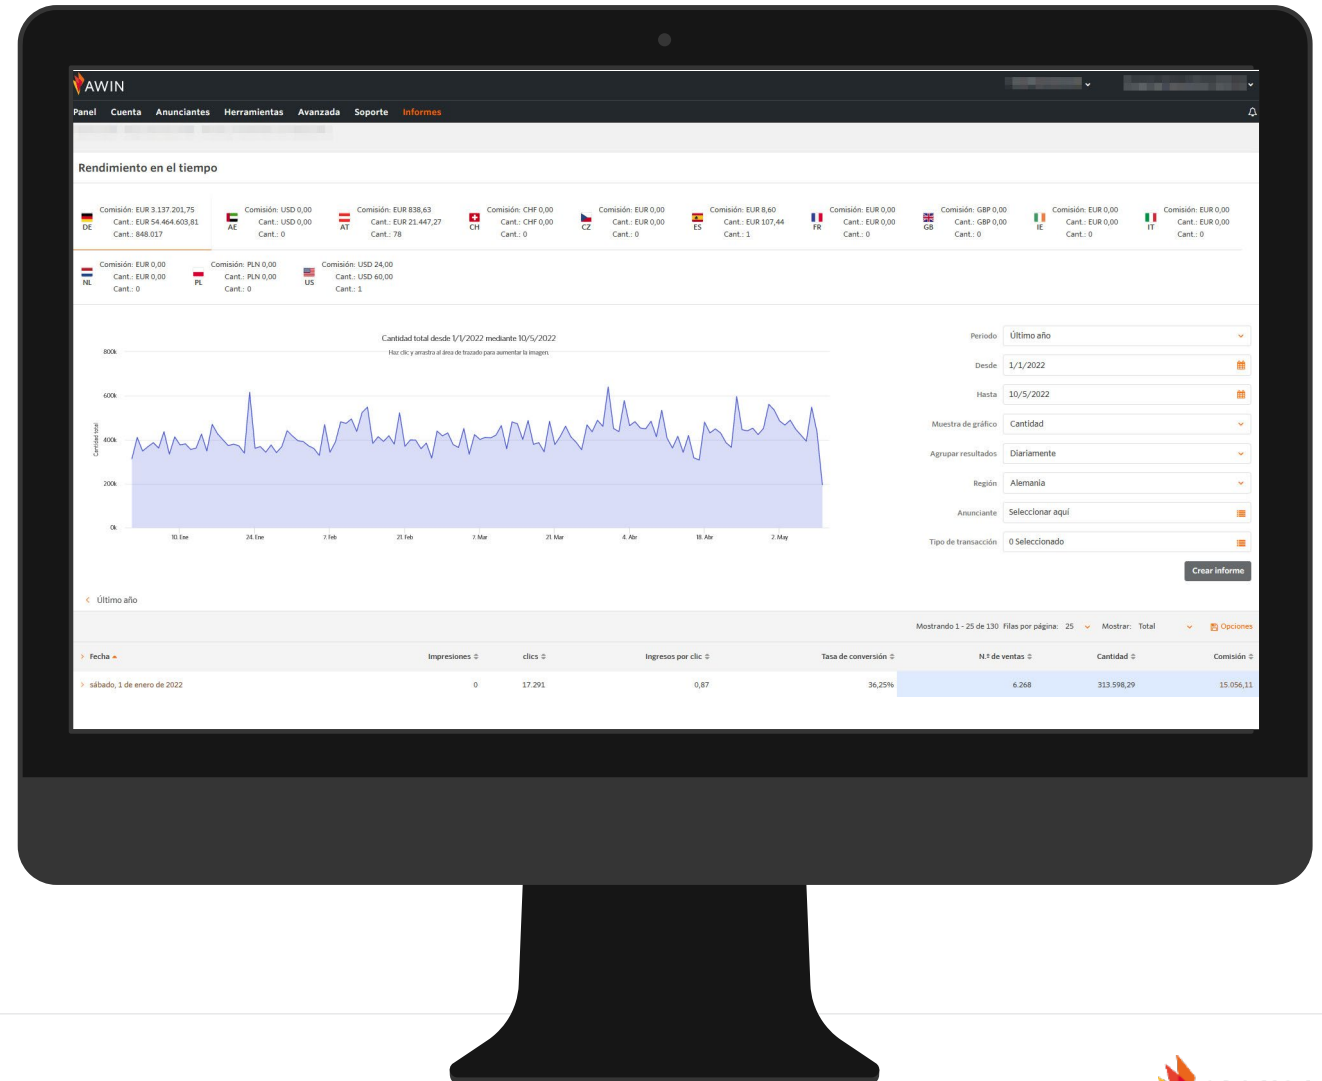 AWIN
Panel Cuenta Anunciantes Herramientas Avanzada Soporte Informes
Rendimiento en el tiempo
DE Comisión: EUR 3.137.201,75
Cant.: EUR 54.464.603,81
Cant.: 848.017
AE Comisión: USD 0,00
Cant.: USD 0,00
Cant.: 0
AT Comisión: EUR 838,63
Cant.: EUR 21.447,27
Cant.: 78
CH Comisión: CHF 0,00
Cant.: CHF 0,00
Cant.: 0
CZ Comisión: EUR 0,00
Cant.: EUR 0,00
Cant.: 0
ES Comisión: EUR 8,60
Cant.: EUR 107,44
Cant.: 1
FR Comisión: EUR 0,00
Cant.: EUR 0,00
Cant.: 0
GB Comisión: GBP 0,00
Cant.: GBP 0,00
Cant.: 0
IE Comisión: EUR 0,00
Cant.: EUR 0,00
Cant.: 0
IT Comisión: EUR 0,00
Cant.: EUR 0,00
Cant.: 0
NL Comisión: EUR 0,00
Cant.: EUR 0,00
Cant.: 0
PL Comisión: PLN 0,00
Cant.: PLN 0,00
Cant.: 0
US Comisión: USD 24,00
Cant.: USD 60,00
Cant.: 1
Cantidad total desde 1/1/2022 mediante 10/5/2022
Haz clic y arrastra al área de trazado para aumentar la imagen.
Cantidad total
800k
600k
400k
200k
0k
10. Ene 24. Ene 7. Feb 21. Feb 7. Mar 21. Mar 4. Abr 18. Abr 2. May
Periodo Último año
Desde 1/1/2022
Hasta 10/5/2022
Muestra de gráfico Cantidad
Agrupar resultados Diariamente
Región Alemania
Anunciante Seleccionar aquí
Tipo de transacción 0 Seleccionado
Crear informe
Último año
Mostrando 1 - 25 de 130 Filas por página: 25 Mostrar: Total Opciones
Fecha Impresiones clics Ingresos por clic Tasa de conversión N.º de ventas Cantidad Comisión
sábado, 1 de enero de 2022 0 17.291 0,87 36,25% 6.268 313.598,29 15.056,11